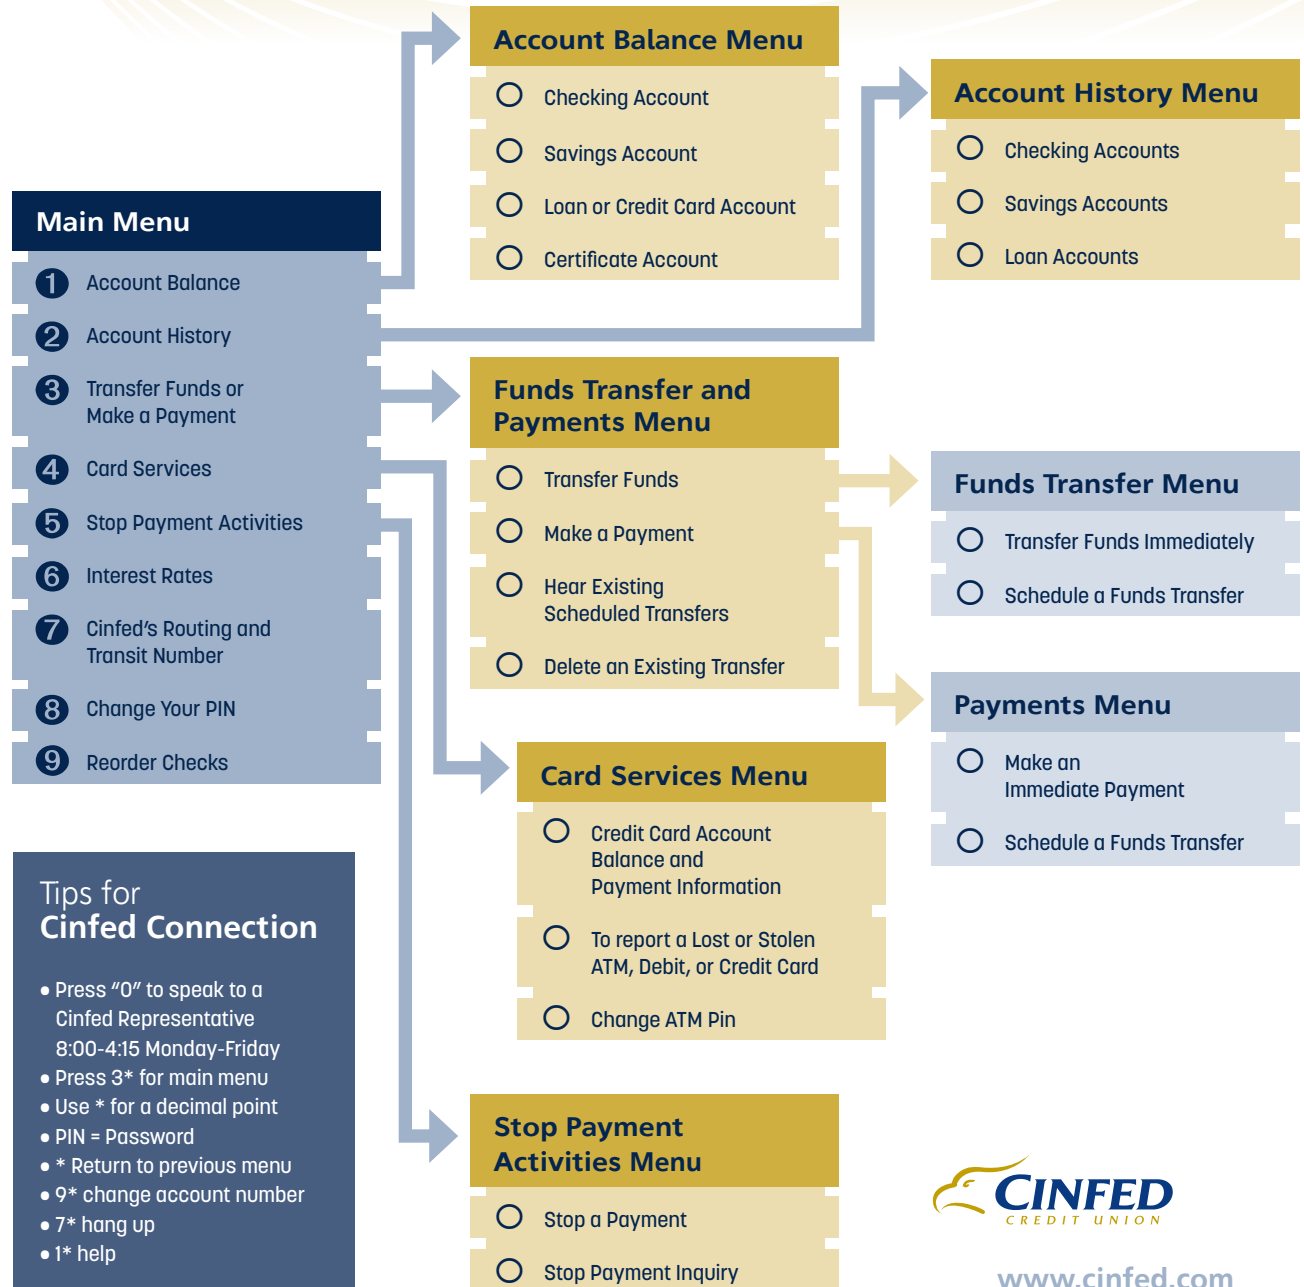 Main Menu
1 Account Balance
2 Account History
3 Transfer Funds or
Make a Payment
4 Card Services
5 Stop Payment Activities
6 Interest Rates
7 Cinfed's Routing and
Transit Number
8 Change Your PIN
9 Reorder Checks
Tips for
Cinfed Connection
• Press "0" to speak to a
Cinfed Representative
8:00-4:15 Monday-Friday
• Press 3* for main menu
• Use * for a decimal point
• PIN = Password
• * Return to previous menu
• 9* change account number
• 7* hang up
• 1* help
Account Balance Menu
Checking Account
Savings Account
Loan or Credit Card Account
Certificate Account
Account History Menu
Checking Accounts
Savings Accounts
Loan Accounts
Funds Transfer and
Payments Menu
Transfer Funds
Make a Payment
Hear Existing
Scheduled Transfers
Delete an Existing Transfer
Funds Transfer Menu
Transfer Funds Immediately
Schedule a Funds Transfer
Payments Menu
Make an
Immediate Payment
Schedule a Funds Transfer
Card Services Menu
Credit Card Account
Balance and
Payment Information
To report a Lost or Stolen
ATM, Debit, or Credit Card
Change ATM Pin
Stop Payment
Activities Menu
Stop a Payment
Stop Payment Inquiry
CINFED
CREDIT UNION
www.cinfed.com